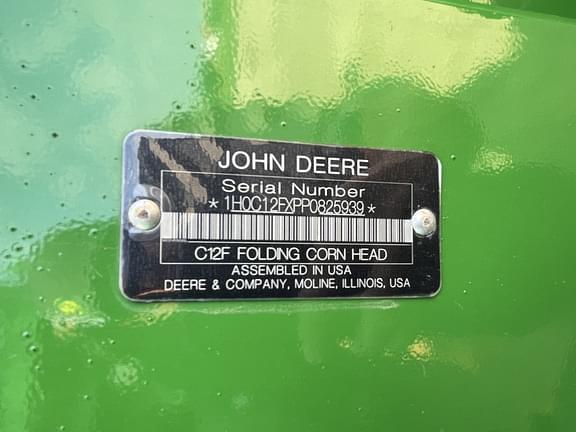 JOHN DEERE
Serial Number
*1H0C12FXPP0825939*
C12F FOLDING CORN HEAD
ASSEMBLED IN USA
DEERE & COMPANY, MOLINE, ILLINOIS, USA